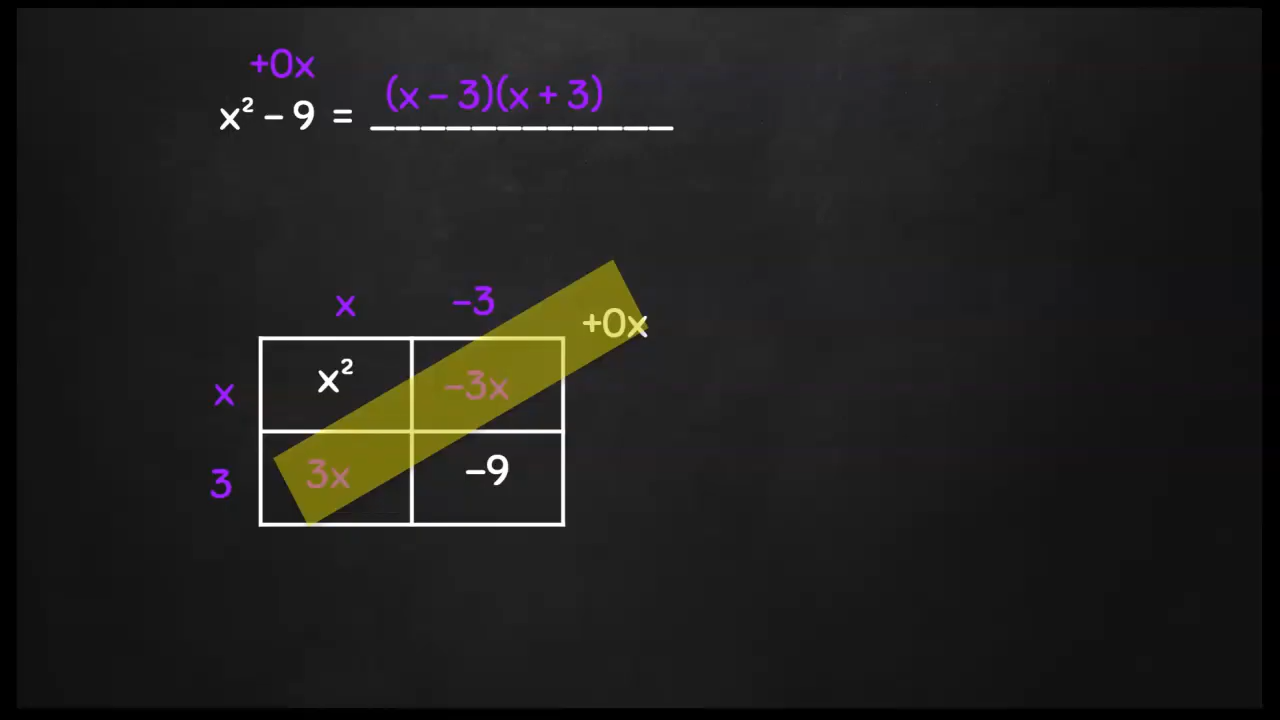 +0x
x² – 9 = (x – 3)(x + 3)
x –3
+0x
x x² –3x
3 3x –9